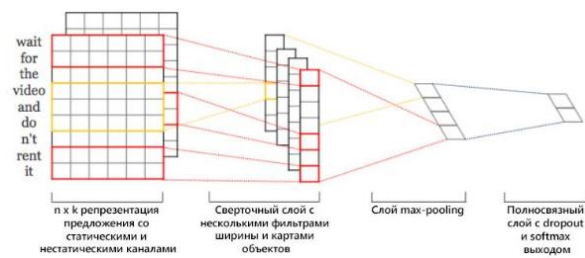 wait
for
the
video
and
do
n't
rent
it
n x k репрезентация
предложения со
статическими и
нестатическими каналами
Сверточный слой с
несколькими фильтрами
ширины и картами
объектов
Слой max-pooling
Полносвязный
слой с dropout
и softmax
выходом